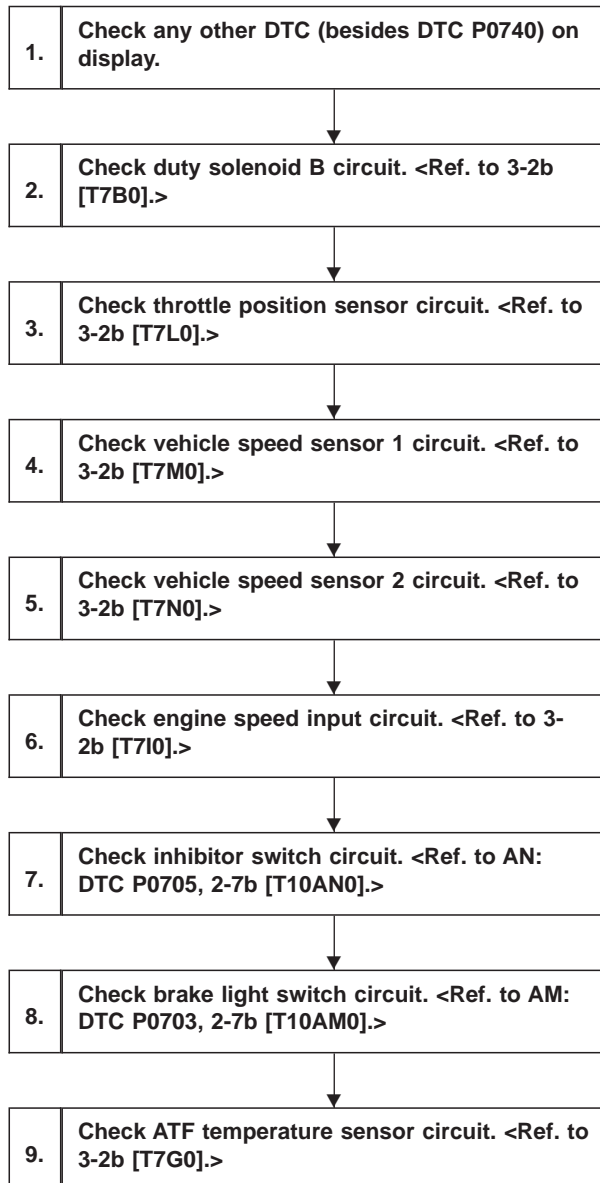 1.
Check any other DTC (besides DTC P0740) on
display.
2.
Check duty solenoid B circuit. <Ref. to 3-2b
[T7B0].>
3.
Check throttle position sensor circuit. <Ref. to
3-2b [T7L0].>
4.
Check vehicle speed sensor 1 circuit. <Ref. to
3-2b [T7M0].>
5.
Check vehicle speed sensor 2 circuit. <Ref. to
3-2b [T7N0].>
6.
Check engine speed input circuit. <Ref. to 3-
2b [T7I0].>
7.
Check inhibitor switch circuit. <Ref. to AN:
DTC P0705, 2-7b [T10AN0].>
8.
Check brake light switch circuit. <Ref. to AM:
DTC P0703, 2-7b [T10AM0].>
9.
Check ATF temperature sensor circuit. <Ref. to
3-2b [T7G0].>